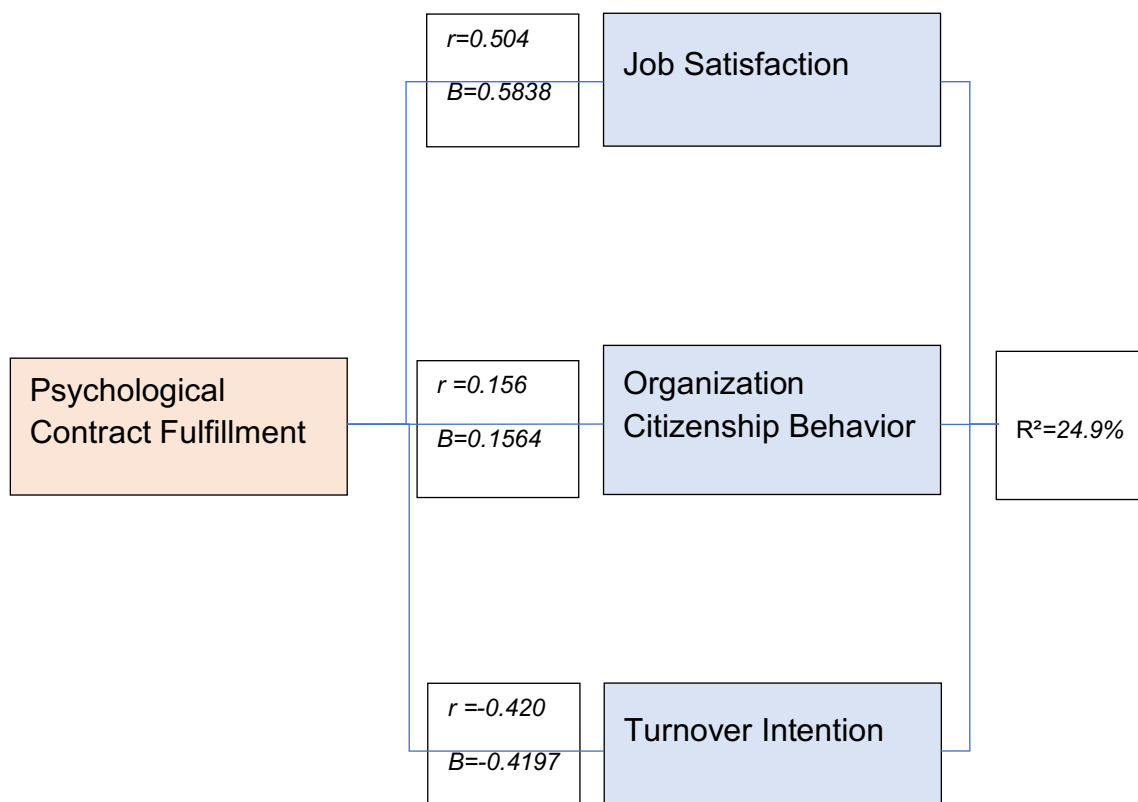 r=0.504
B=0.5838
Job Satisfaction
Psychological
Contract Fulfillment
r =0.156
B=0.1564
Organization
Citizenship Behavior
R²=24.9%
r =-0.420
B=-0.4197
Turnover Intention